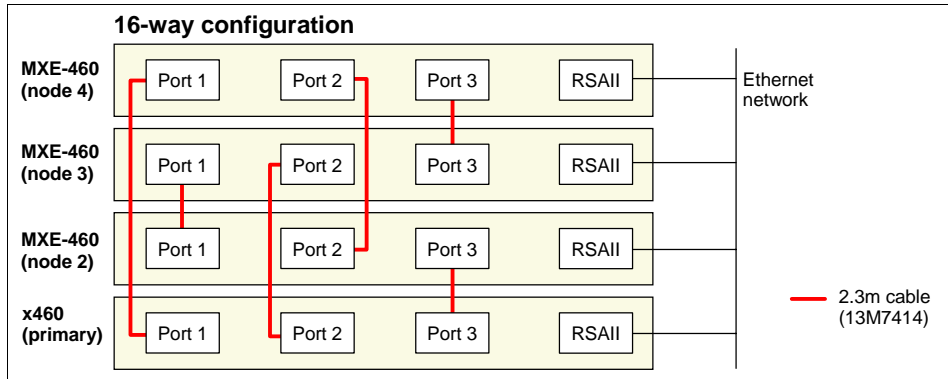 16-way configuration
MXE-460
(node 4)
Port 1
Port 2
Port 3
RSAII
Ethernet
network
MXE-460
(node 3)
Port 1
Port 2
Port 3
RSAII
MXE-460
(node 2)
Port 1
Port 2
Port 3
RSAII
x460
(primary)
Port 1
Port 2
Port 3
RSAII
2.3m cable
(13M7414)